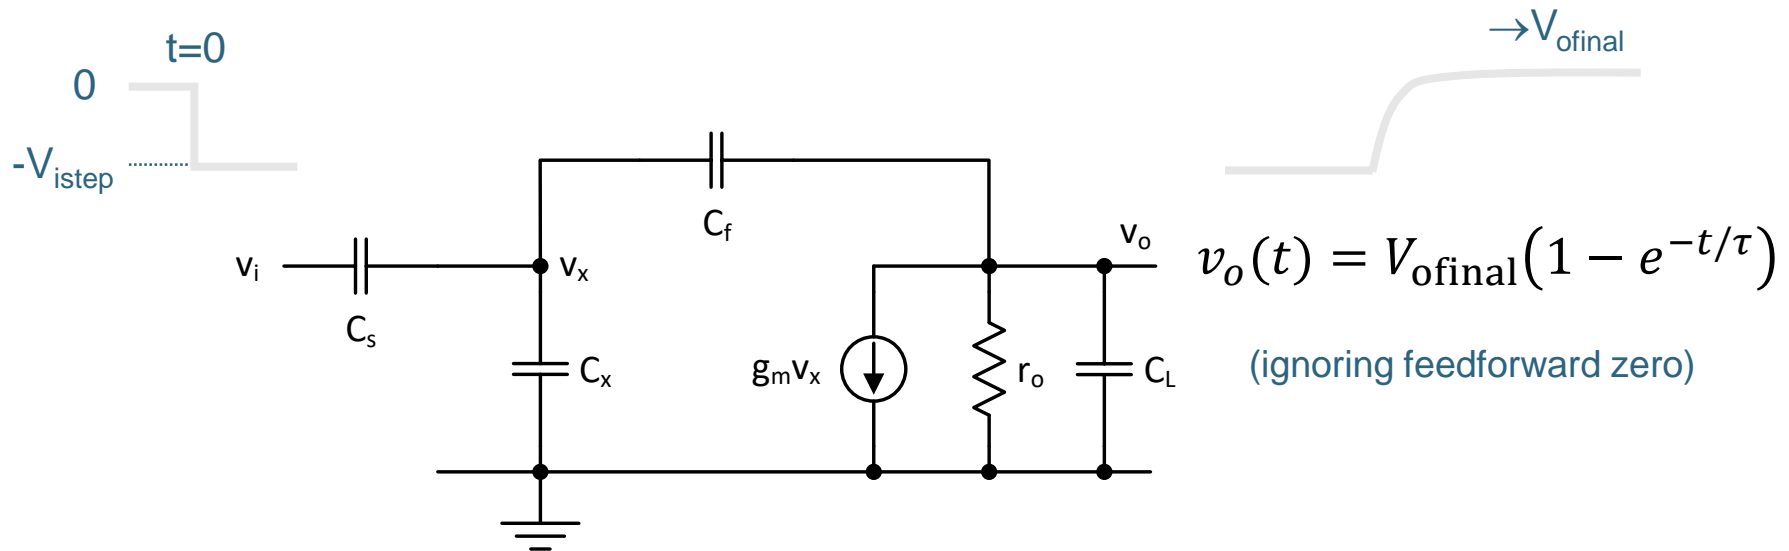 t=0
0
-Vistep
→Vofinal
Cf
vi
vx
vo
Cs
Cx
gmvx
ro
CL
vo(t) = Vofinal(1 − e^−t/τ)
(ignoring feedforward zero)